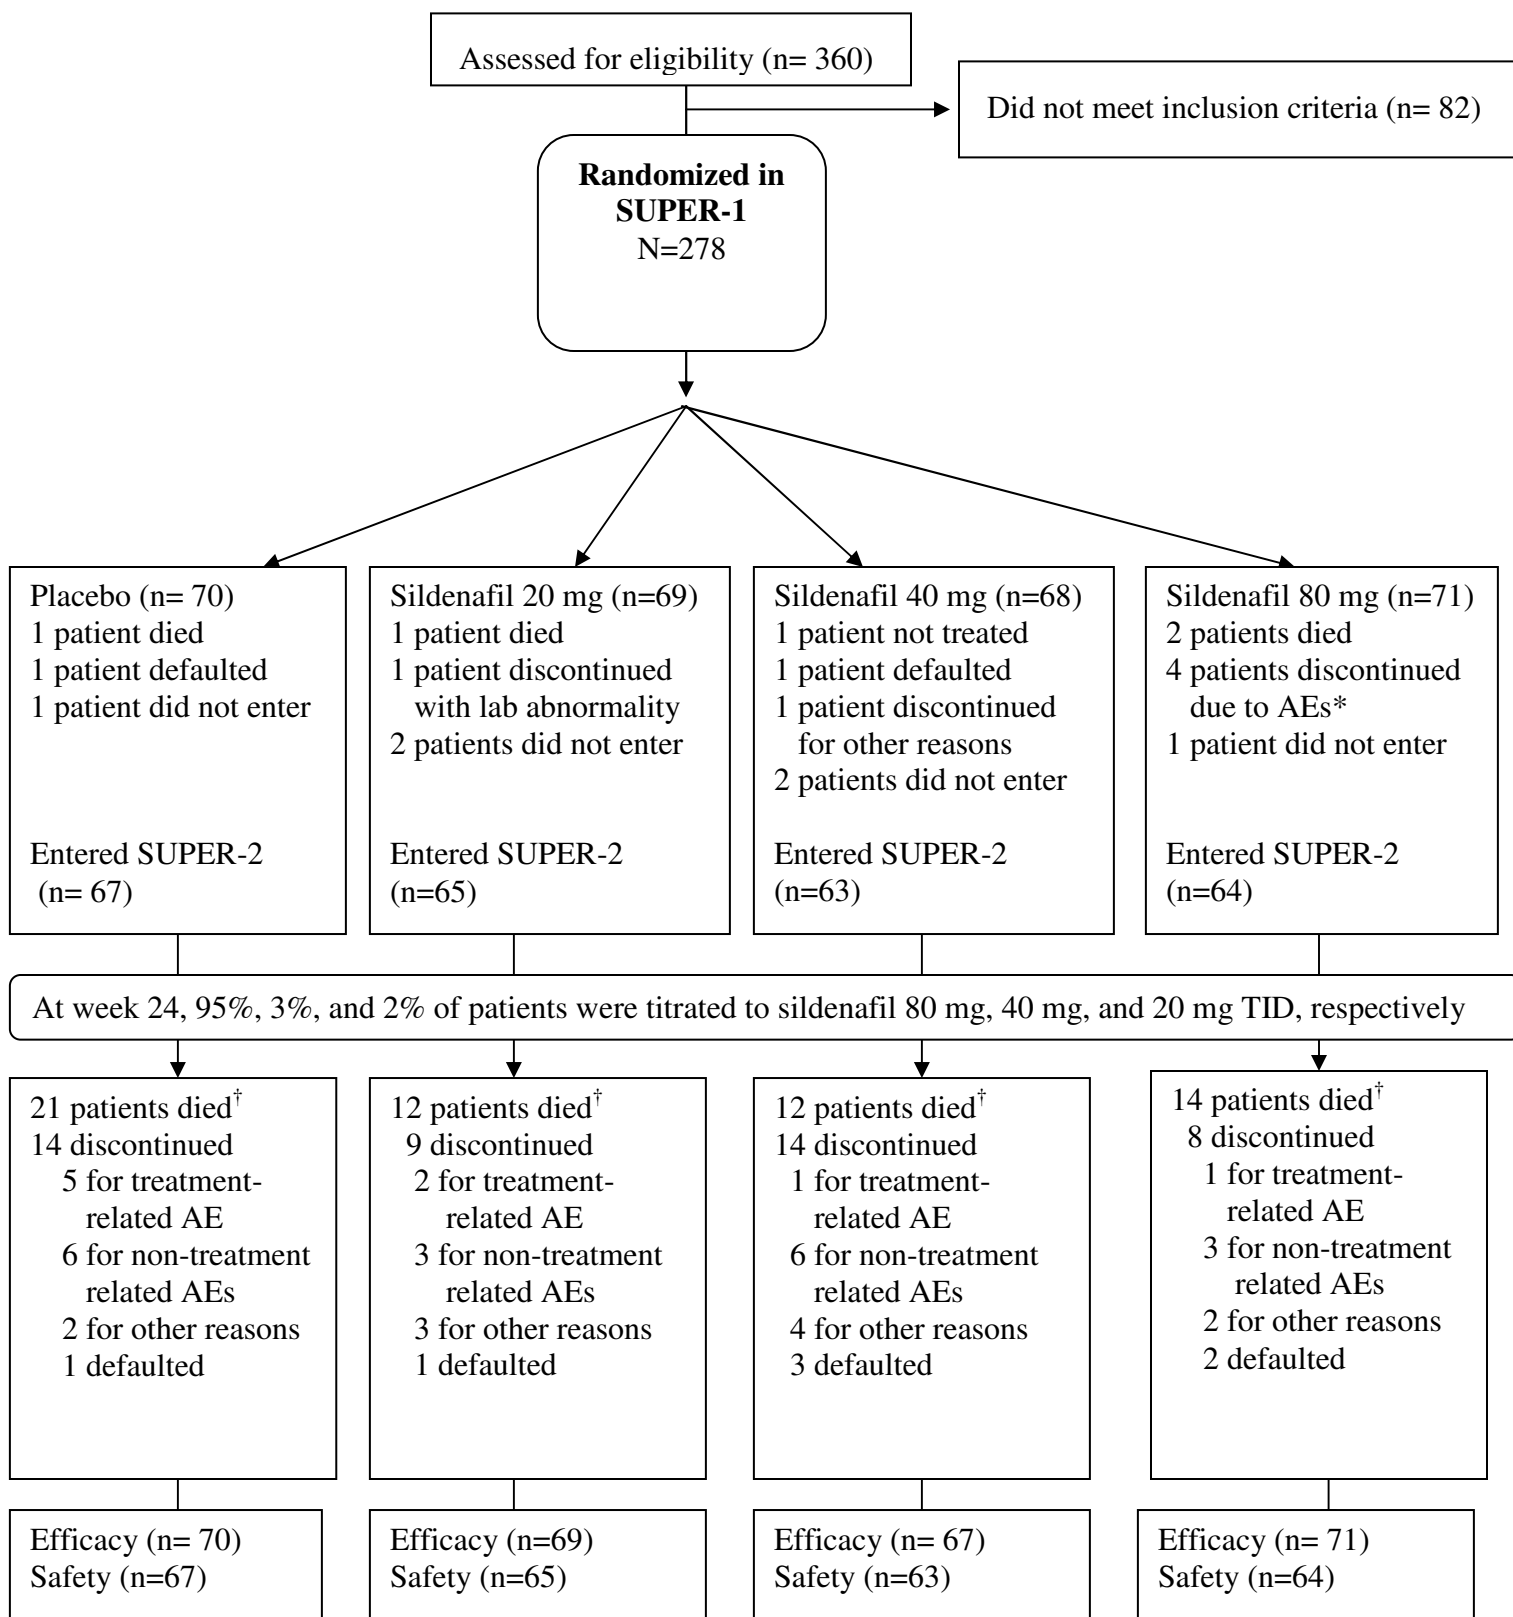 Assessed for eligibility (n= 360)
Did not meet inclusion criteria (n= 82)
Randomized in
SUPER-1
N=278
Placebo (n= 70)
1 patient died
1 patient defaulted
1 patient did not enter
Entered SUPER-2
(n= 67)
Sildenafil 20 mg (n=69)
1 patient died
1 patient discontinued
with lab abnormality
2 patients did not enter
Entered SUPER-2
(n=65)
Sildenafil 40 mg (n=68)
1 patient not treated
1 patient defaulted
1 patient discontinued
for other reasons
2 patients did not enter
Entered SUPER-2
(n=63)
Sildenafil 80 mg (n=71)
2 patients died
4 patients discontinued
due to AEs*
1 patient did not enter
Entered SUPER-2
(n=64)
At week 24, 95%, 3%, and 2% of patients were titrated to sildenafil 80 mg, 40 mg, and 20 mg TID, respectively
21 patients died†
14 discontinued
5 for treatment-
related AE
6 for non-treatment
related AEs
2 for other reasons
1 defaulted
12 patients died†
9 discontinued
2 for treatment-
related AE
3 for non-treatment
related AEs
3 for other reasons
1 defaulted
12 patients died†
14 discontinued
1 for treatment-
related AE
6 for non-treatment
related AEs
4 for other reasons
3 defaulted
14 patients died†
8 discontinued
1 for treatment-
related AE
3 for non-treatment
related AEs
2 for other reasons
2 defaulted
Efficacy (n= 70)
Safety (n=67)
Efficacy (n=69)
Safety (n=65)
Efficacy (n= 67)
Safety (n=63)
Efficacy (n= 71)
Safety (n=64)